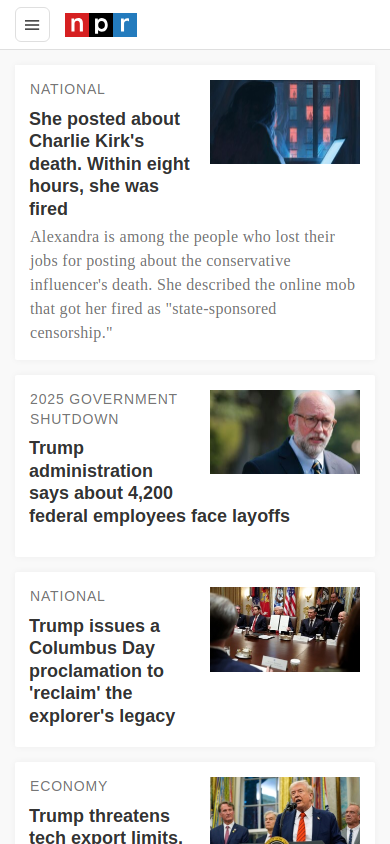 npr
NATIONAL
She posted about
Charlie Kirk's
death. Within eight
hours, she was
fired
Alexandra is among the people who lost their
jobs for posting about the conservative
influencer's death. She described the online mob
that got her fired as "state-sponsored
censorship."
2025 GOVERNMENT
SHUTDOWN
Trump
administration
says about 4,200
federal employees face layoffs
NATIONAL
Trump issues a
Columbus Day
proclamation to
'reclaim' the
explorer's legacy
ECONOMY
Trump threatens
tech export limits,